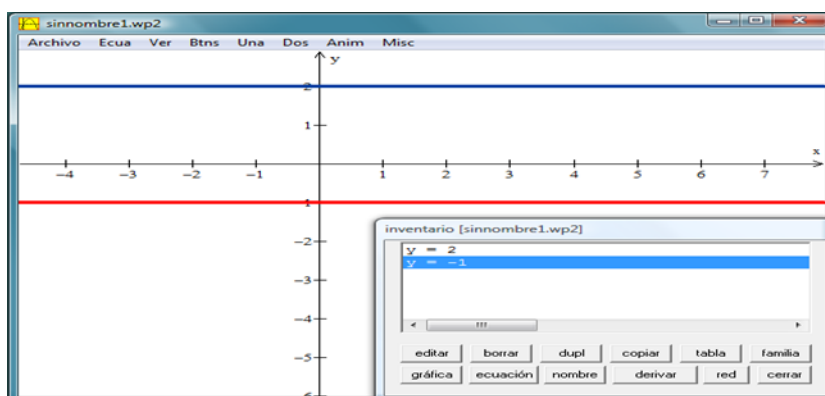 sinnombre1.wp2
Archivo Ecua Ver Btns Una Dos Anim Misc
y
2
1
x
−4 −3 −2 −1 1 2 3 4 5 6 7
1
−2
−3
−4
−5
inventario [sinnombre1.wp2]
y = 2
y = -1
editar borrar dupl copiar tabla familia
gráfica ecuación nombre derivar red cerrar